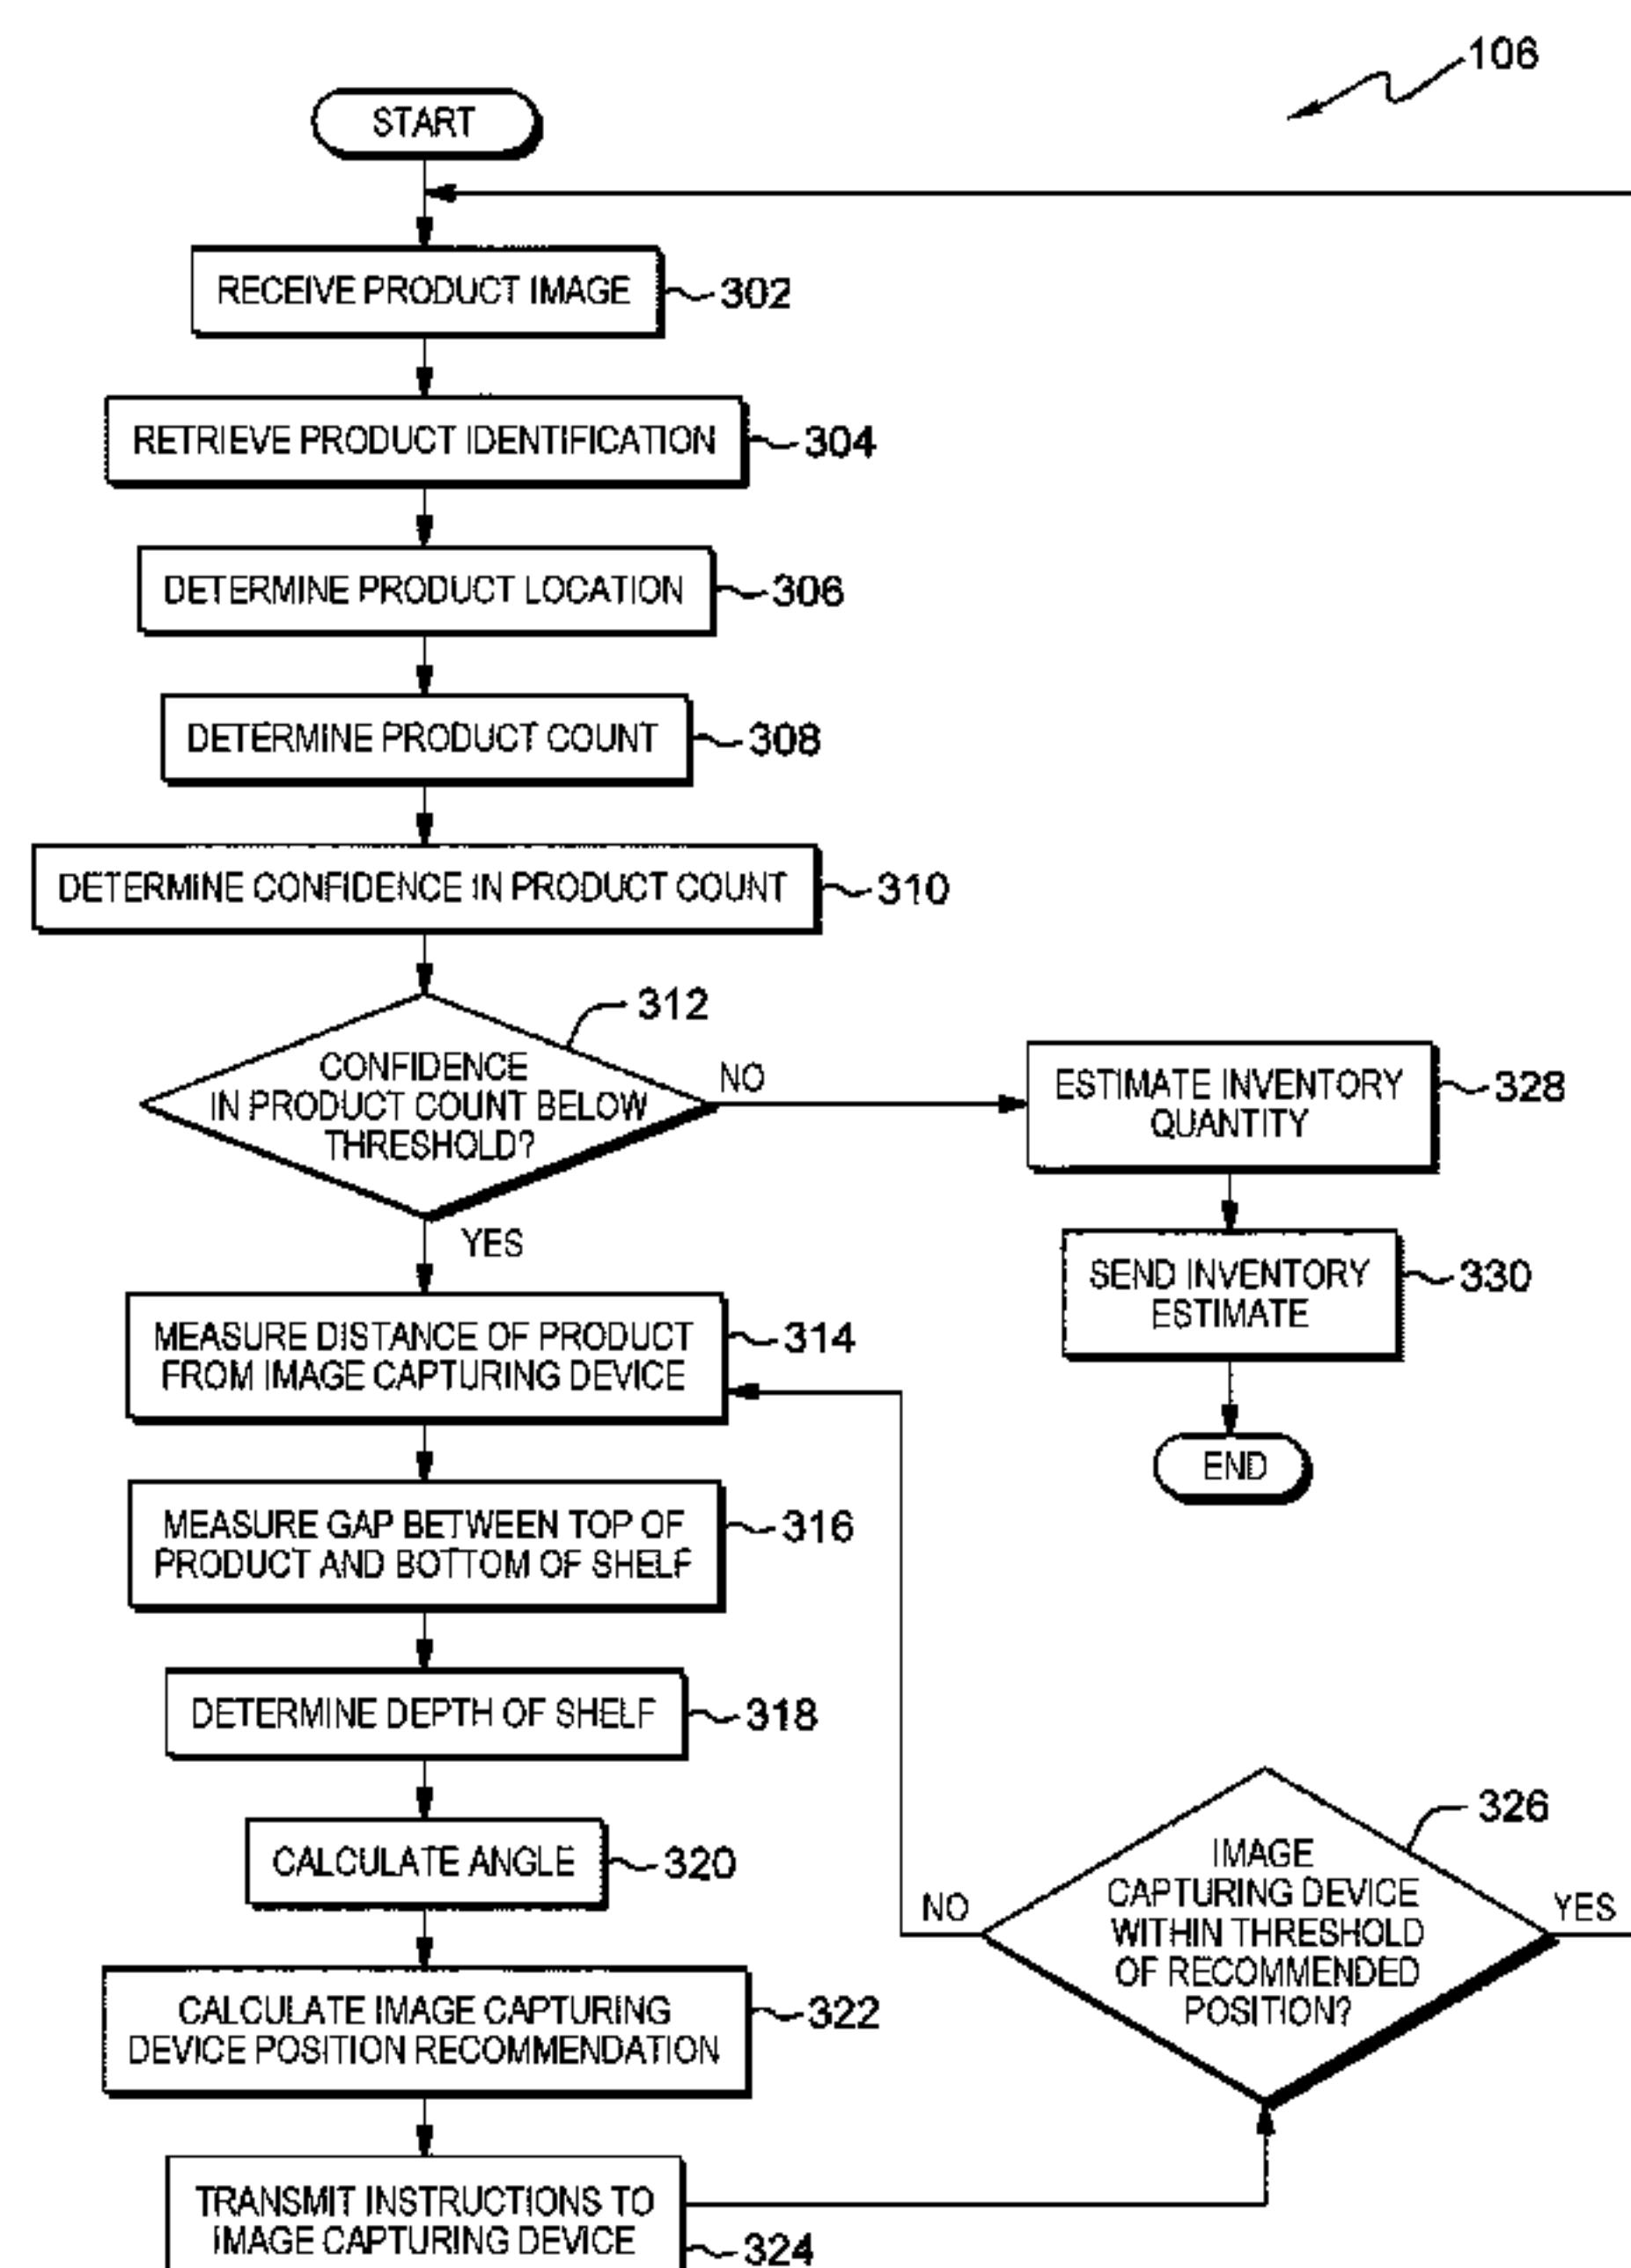 106
START
RECEIVE PRODUCT IMAGE
302
RETRIEVE PRODUCT IDENTIFICATION
304
DETERMINE PRODUCT LOCATION
306
DETERMINE PRODUCT COUNT
308
DETERMINE CONFIDENCE IN PRODUCT COUNT
310
312
CONFIDENCE
IN PRODUCT COUNT BELOW
THRESHOLD?
NO
YES
ESTIMATE INVENTORY
QUANTITY
328
SEND INVENTORY
ESTIMATE
330
END
MEASURE DISTANCE OF PRODUCT
FROM IMAGE CAPTURING DEVICE
314
MEASURE GAP BETWEEN TOP OF
PRODUCT AND BOTTOM OF SHELF
316
DETERMINE DEPTH OF SHELF
318
CALCULATE ANGLE
320
CALCULATE IMAGE CAPTURING
DEVICE POSITION RECOMMENDATION
322
TRANSMIT INSTRUCTIONS TO
IMAGE CAPTURING DEVICE
324
326
IMAGE
CAPTURING DEVICE
WITHIN THRESHOLD
OF RECOMMENDED
POSITION?
NO
YES